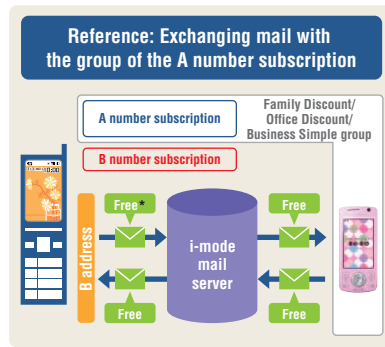 Reference: Exchanging mail with
the group of the A number subscription
A number subscription
Family Discount/
Office Discount/
Business Simple group
B number subscription
B address
Free*
Free
i-mode
mail
server
Free
Free